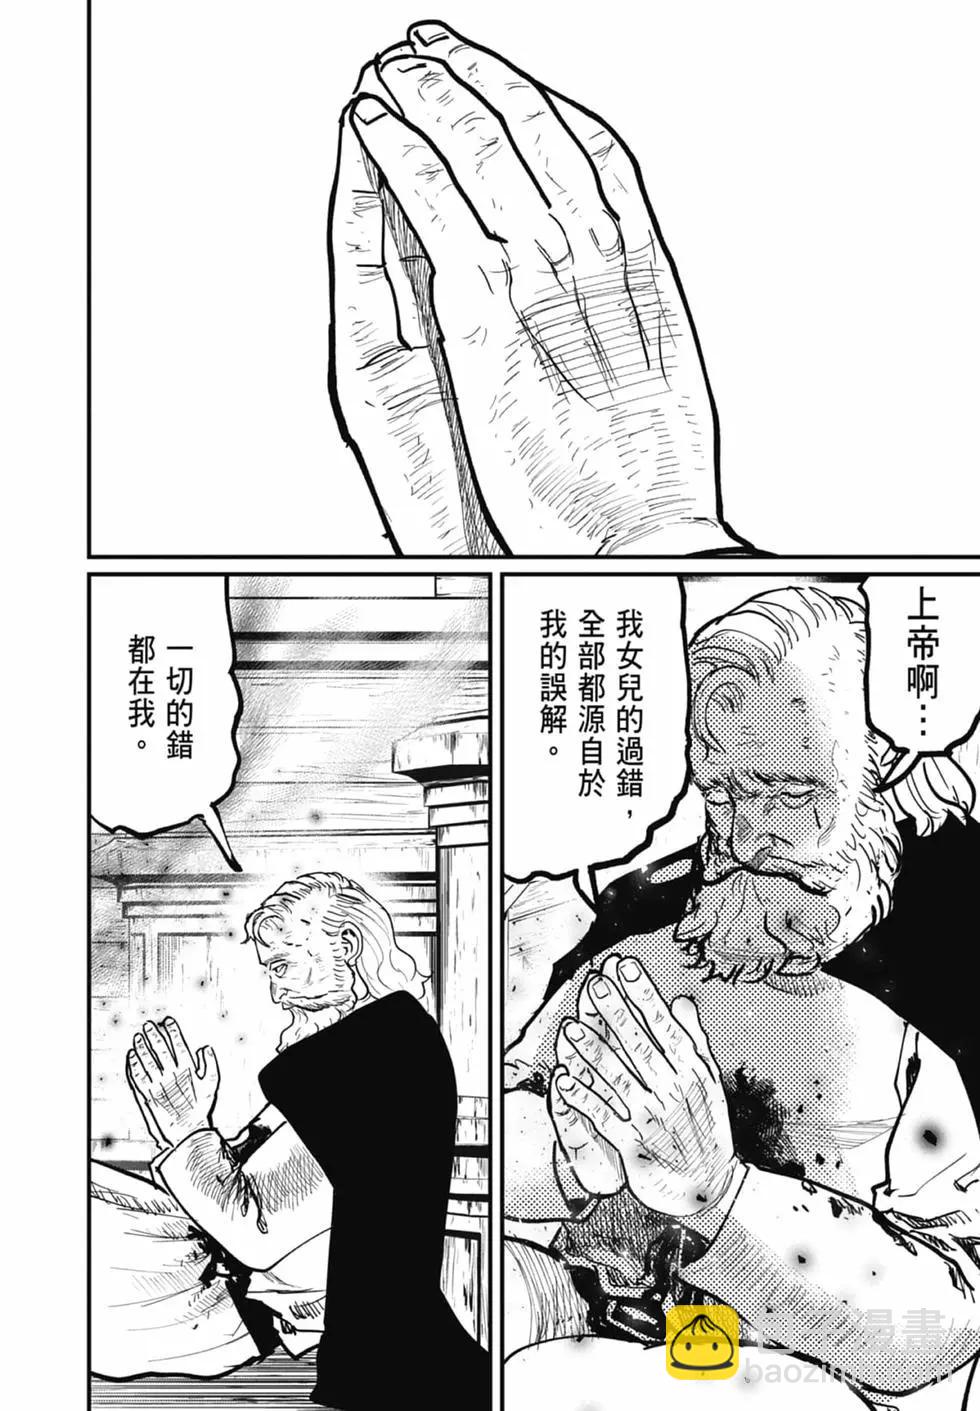 上帝啊⋯
我女兒的過錯，
全部都源自於
我的誤解。
一切的錯
都在我。
包子漫畫
baozimh.com